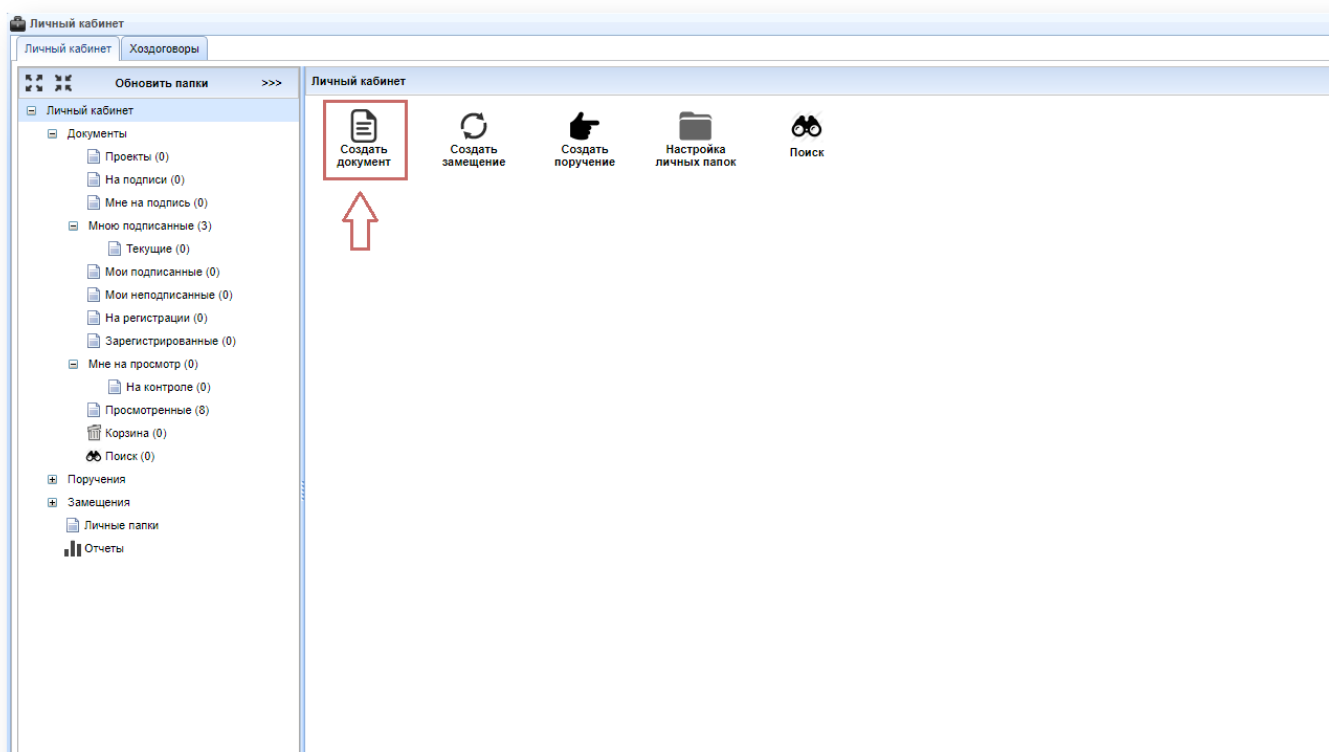 Личный кабинет
Личный кабинет
Хоздоговоры
Обновить папки >>>
Личный кабинет
Документы
Проекты (0)
На подписи (0)
Мне на подпись (0)
Мною подписанные (3)
Текущие (0)
Мои подписанные (0)
Мои неподписанные (0)
На регистрации (0)
Зарегистрированные (0)
Мне на просмотр (0)
На контроле (0)
Просмотренные (8)
Корзина (0)
Поиск (0)
Поручения
Замещения
Личные папки
Отчеты
Личный кабинет
Создать
документ
Создать
замещение
Создать
поручение
Настройка
личных папок
Поиск